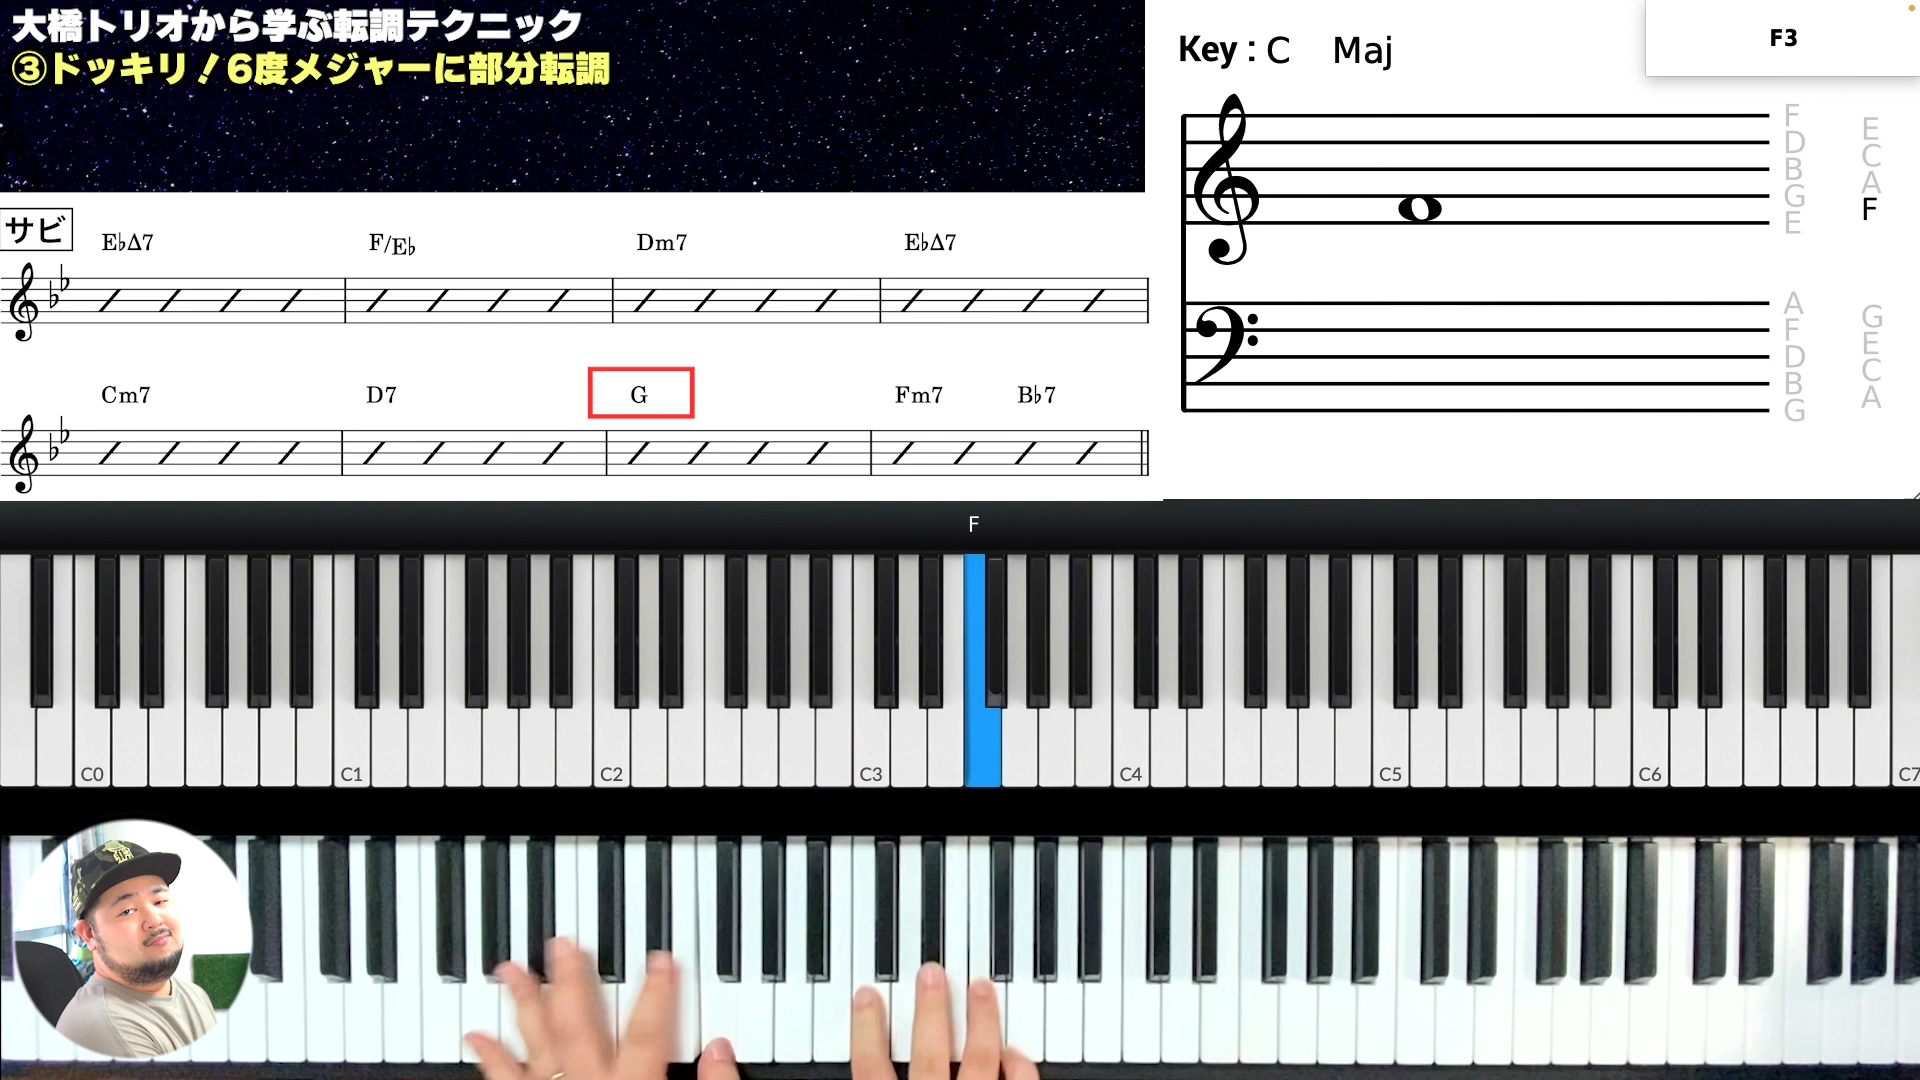 大橋トリオから学ぶ転調テクニック
③ドッキリ！6度メジャーに部分転調
Key : C Maj
F3
サビ
E♭Δ7 F/E♭ Dm7 E♭Δ7
Cm7 D7 G Fm7 B♭7
F
D
B
G
E
E
C
A
F
A
F
D
B
G
G
E
C
A
F
C0 C1 C2 C3 C4 C5 C6 C7